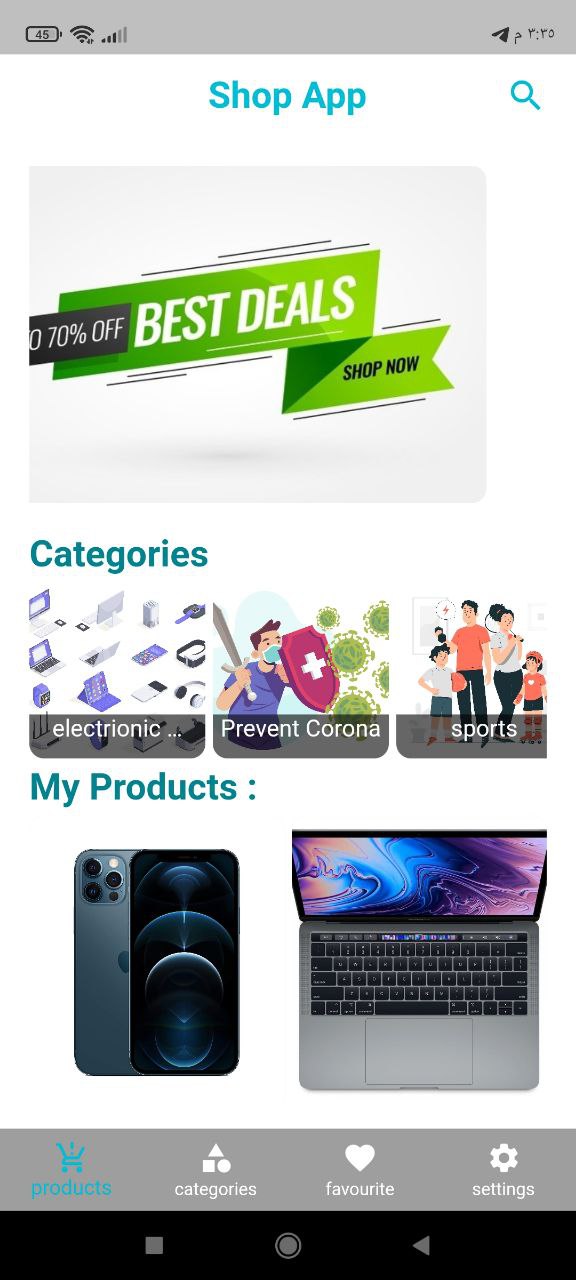 45
م ٣:٣٥
Shop App
O 70% OFF
BEST DEALS
SHOP NOW
Categories
electrionic ...
Prevent Corona
sports
My Products :
products
categories
favourite
settings